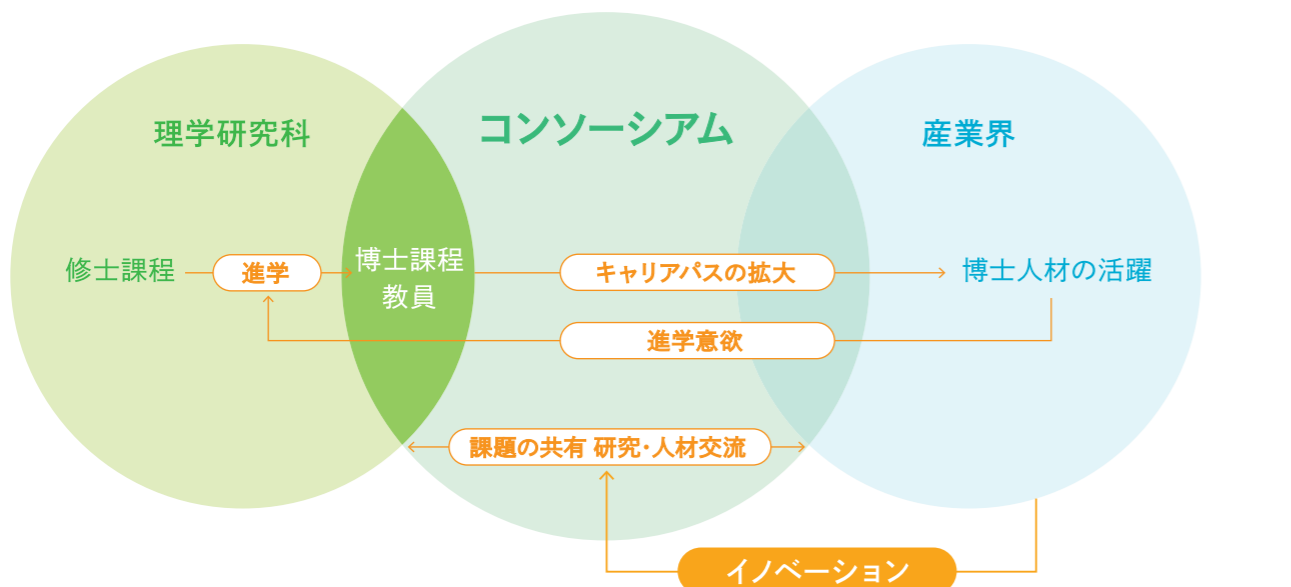 理学研究科
コンソーシアム
産業界
修士課程
進学
博士課程
教員
キャリアパスの拡大
博士人材の活躍
進学意欲
課題の共有 研究・人材交流
イノベーション